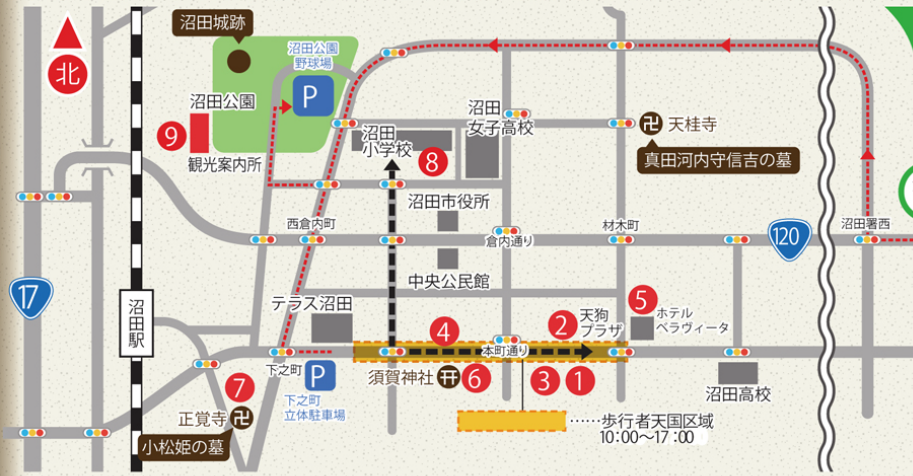 沼田城跡
北
沼田公園
野球場
P
沼田公園
9
観光案内所
沼田
小学校
8
沼田
女子高校
天桂寺
真田河内守信吉の墓
沼田市役所
西倉内町
倉内通り
材木町
120
沼田署西
中央公民館
17
沼田駅
テラス沼田
4
2
天狗
プラザ
5
ホテル
ベラヴィータ
本町通り
下之町
P
下之町
立体駐車場
須賀神社
6
3
1
沼田高校
7
正覚寺
小松姫の墓
……歩行者天国区域
10:00〜17:00